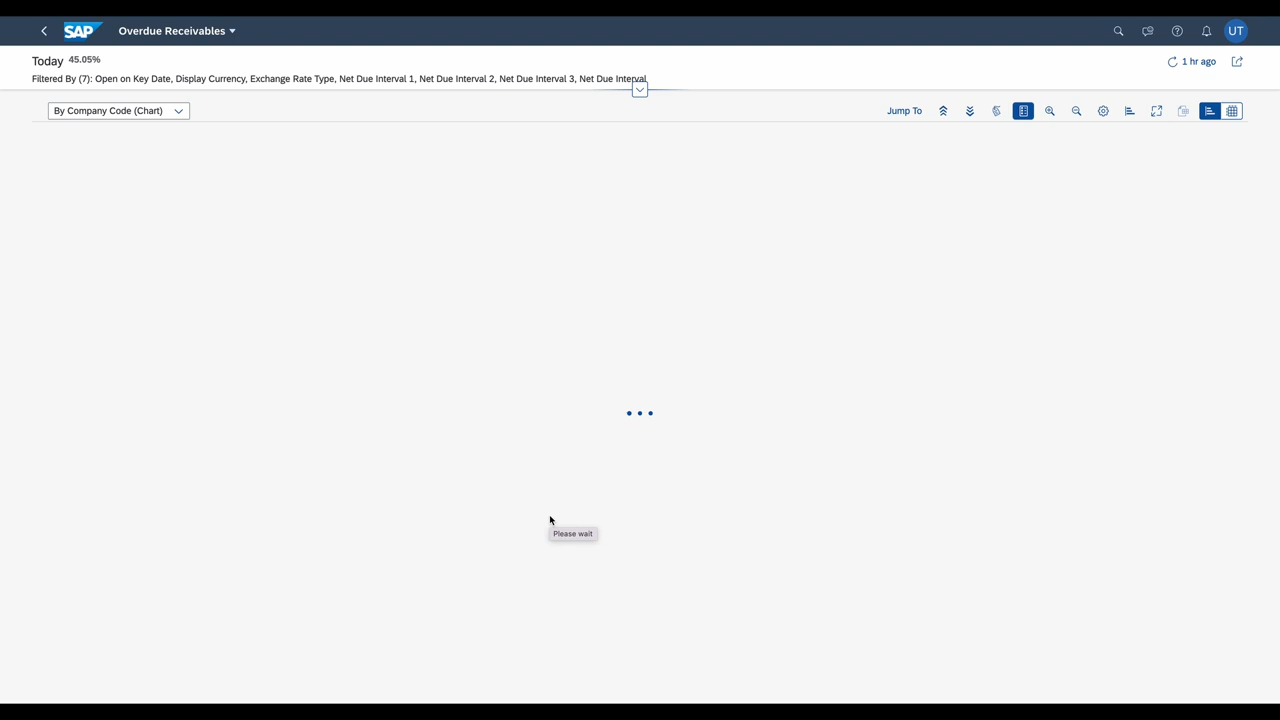 SAP Overdue Receivables UT
Today 45.05% 1 hr ago
Filtered By (7): Open on Key Date, Display Currency, Exchange Rate Type, Net Due Interval 1, Net Due Interval 2, Net Due Interval 3, Net Due Interval
By Company Code (Chart) Jump To
Please wait